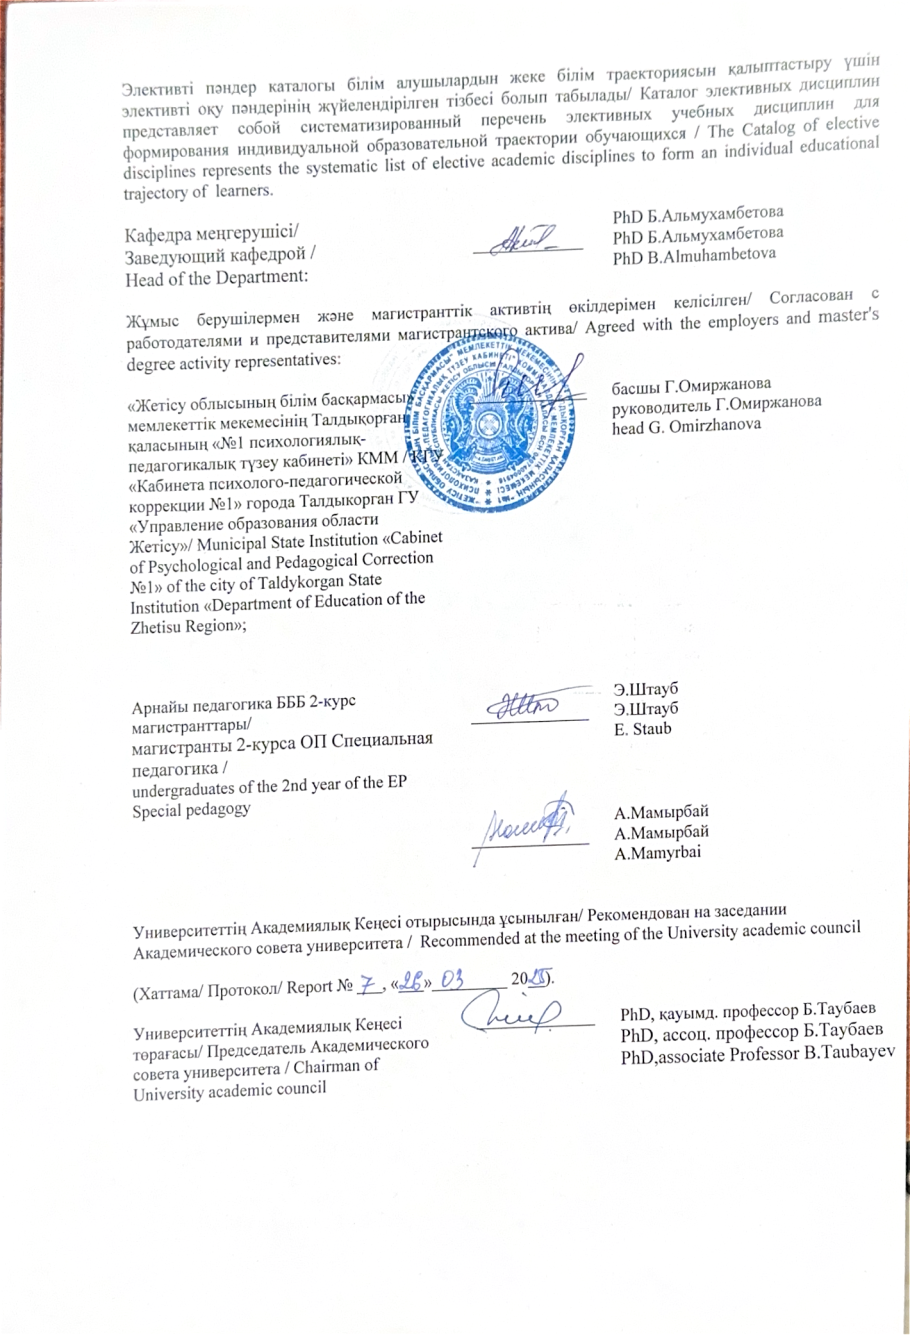 Элективті пәндер каталогы білім алушылардын жеке білім траекториясын қалыптастыру үшін
элективті оқу пәндерінің жүйелендірілген тізбесі болып табылады/ Каталог элективных дисциплин
представляет собой систематизированный перечень элективных учебных дисциплин для
формирования индивидуальной образовательной траектории обучающихся / The Catalog of elective
disciplines represents the systematic list of elective academic disciplines to form an individual educational
trajectory of learners.
Кафедра меңгерушісі/
Заведующий кафедрой /
Head of the Department:
PhD Б.Альмухамбетова
PhD Б.Альмухамбетова
PhD B.Almuhambetova
Жұмыс берушілермен және магистранттік активтің өкілдерімен келісілген/ Согласован с
работодателями и представителями магистрантского актива/ Agreed with the employers and master's
degree activity representatives:
«Жетісу облысының білім басқармасы»
мемлекеттік мекемесінің Талдықорған
қаласының «№1 психологиялық-
педагогикалық түзеу кабинеті» КММ / КГУ
«Кабинета психолого-педагогической
коррекции №1» города Талдыкорган ГУ
«Управление образования области
Жетісу»/ Municipal State Institution «Cabinet
of Psychological and Pedagogical Correction
№1» of the city of Taldykorgan State
Institution «Department of Education of the
Zhetisu Region»;
басшы Г.Омиржанова
руководитель Г.Омиржанова
head G. Omirzhanova
Арнайы педагогика БББ 2-курс
магистранттары/
магистранты 2-курса ОП Специальная
педагогика /
undergraduates of the 2nd year of the EP
Special pedagogy
Э.Штауб
Э.Штауб
E. Staub
А.Мамырбай
А.Мамырбай
A.Mamyrbai
Университеттің Академиялық Кеңесі отырысында ұсынылған/ Рекомендован на заседании
Академического совета университета / Recommended at the meeting of the University academic council
(Хаттама/ Протокол/ Report № 7, «26» 03 2025).
Университеттің Академиялық Кеңесі
төрағасы/ Председатель Академического
совета университета / Chairman of
University academic council
PhD, қауымд. профессор Б.Таубаев
PhD, ассоц. профессор Б.Таубаев
PhD,associate Professor B.Taubayev